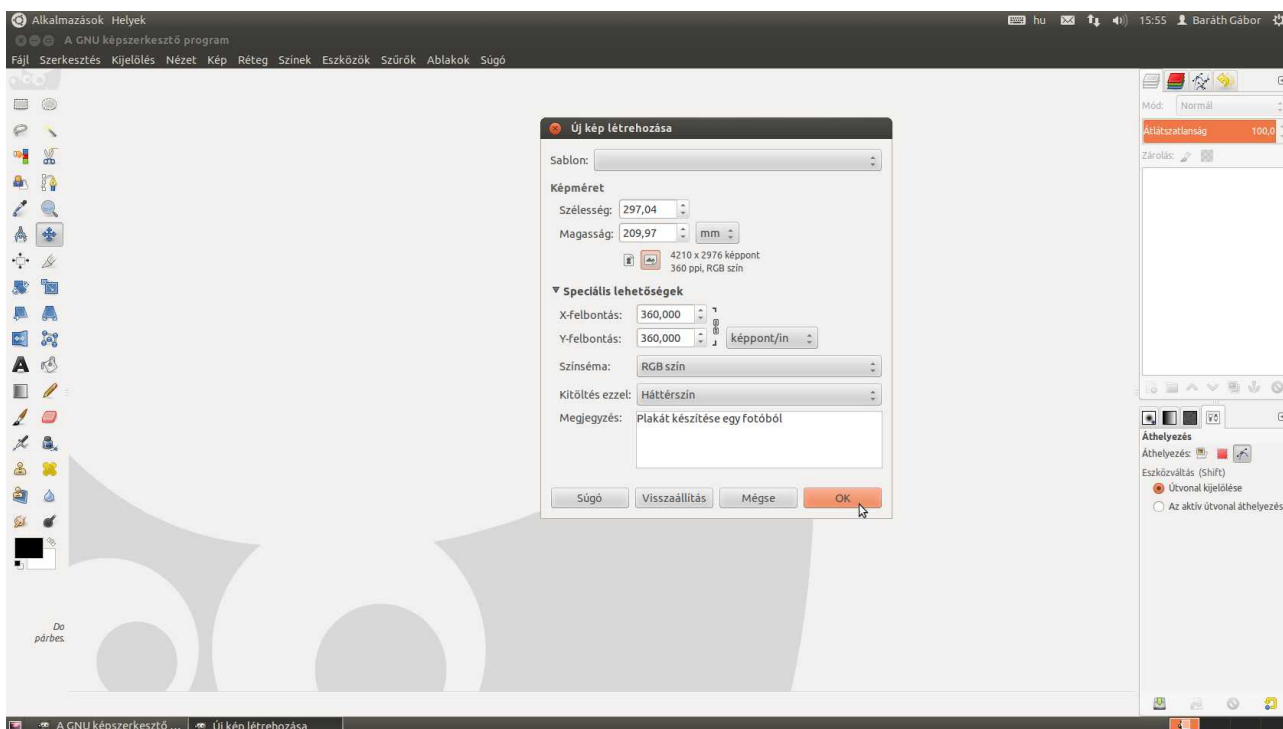 Alkalmazások Helyek
hu 15:55 Baráth Gábor
A GNU képszerkesztő program
Fájl Szerkesztés Kijelölés Nézet Kép Réteg Színek Eszközök Szűrők Ablakok Súgó
Mód: Normál
Átlátszatlanság 100,0
Zárolás:
Új kép létrehozása
Sablon:
Képméret
Szélesség: 297,04
Magasság: 209,97 mm
4210 x 2976 képpont
360 ppi, RGB szín
Speciális lehetőségek
X-felbontás: 360,000
Y-felbontás: 360,000 képpont/in
Színséma: RGB szín
Kitöltés ezzel: Háttérszín
Megjegyzés: Plakát készítése egy fotóból
Súgó Visszaállítás Mégse OK
Áthelyezés
Áthelyezés:
Eszközváltás (Shift)
Útvonal kijelölése
Az aktív útvonal áthelyezés
Do
párbes
A GNU képszerkesztő ... Új kép létrehozása